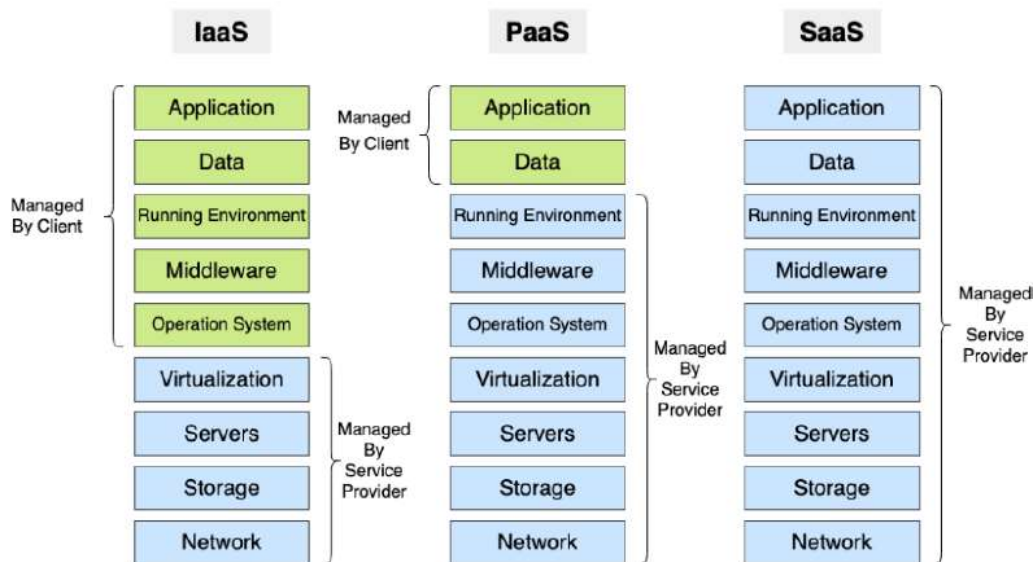 IaaS
PaaS
SaaS
Managed
By Client
Application
Data
Running Environment
Middleware
Operation System
Virtualization
Servers
Storage
Network
Managed
By
Service
Provider
Managed
By Client
Application
Data
Running Environment
Middleware
Operation System
Virtualization
Servers
Storage
Network
Managed
By
Service
Provider
Application
Data
Running Environment
Middleware
Operation System
Virtualization
Servers
Storage
Network
Managed
By
Service
Provider